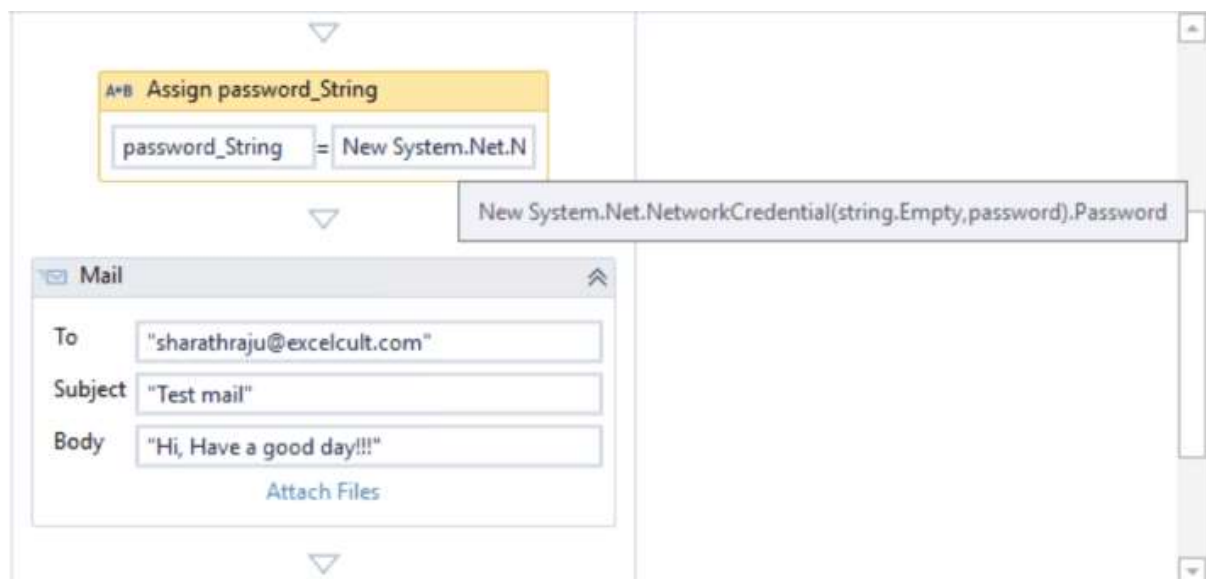 A+B Assign password_String
password_String = New System.Net.N
New System.Net.NetworkCredential(string.Empty,password).Password
Mail
To "sharathraju@excelcult.com"
Subject "Test mail"
Body "Hi, Have a good day!!!"
Attach Files